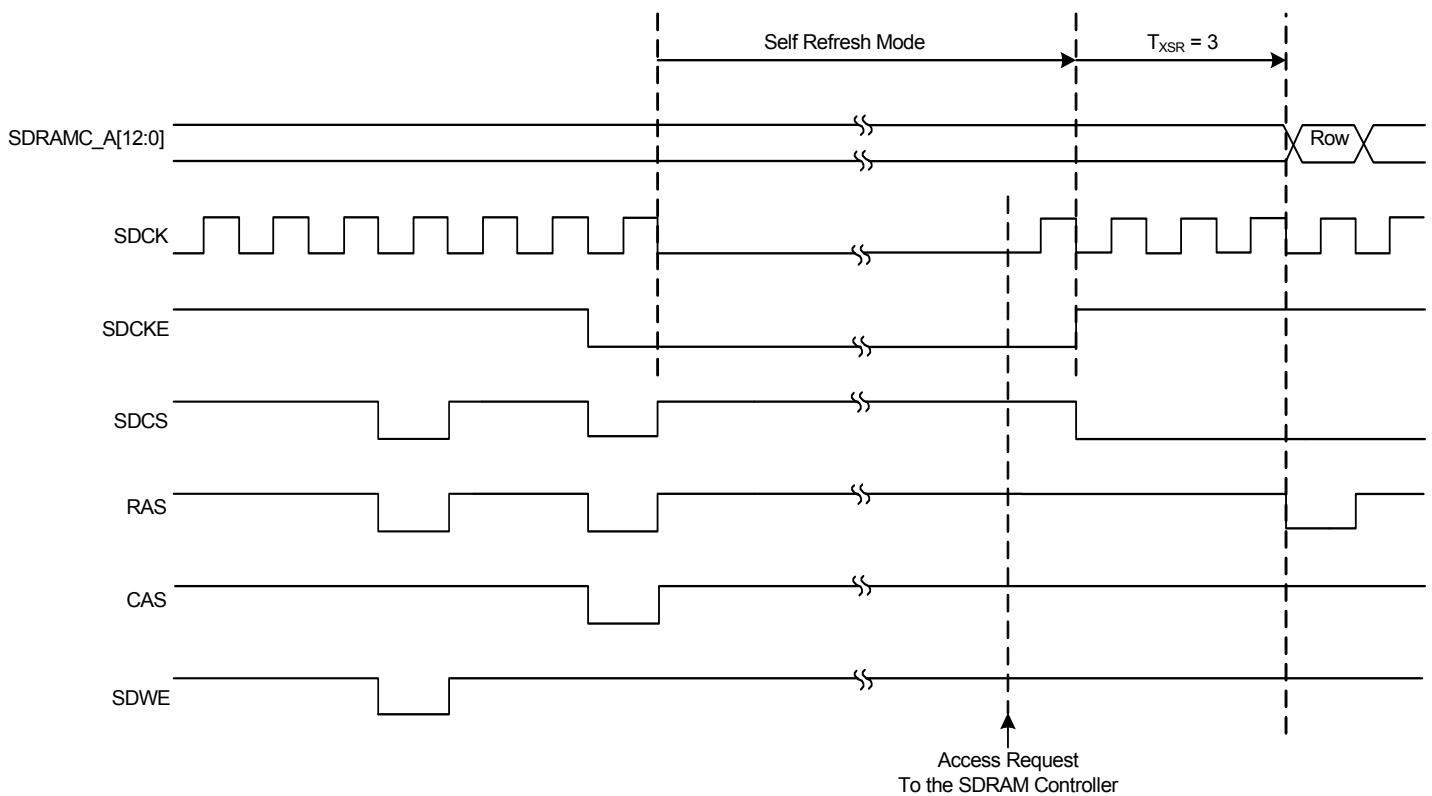 Self Refresh Mode
TXSR = 3
SDRAMC_A[12:0]
Row
SDCK
SDCKE
SDCS
RAS
CAS
SDWE
Access Request
To the SDRAM Controller